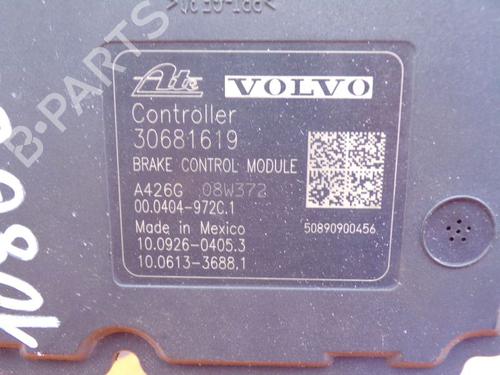 Ate VOLVO
Controller
30681619
BRAKE CONTROL MODULE
A426G 08W372
00.0404-972C.1
Made in Mexico
50890900456
10.0926-0405.3
10.0613-3688.1
B-Parts